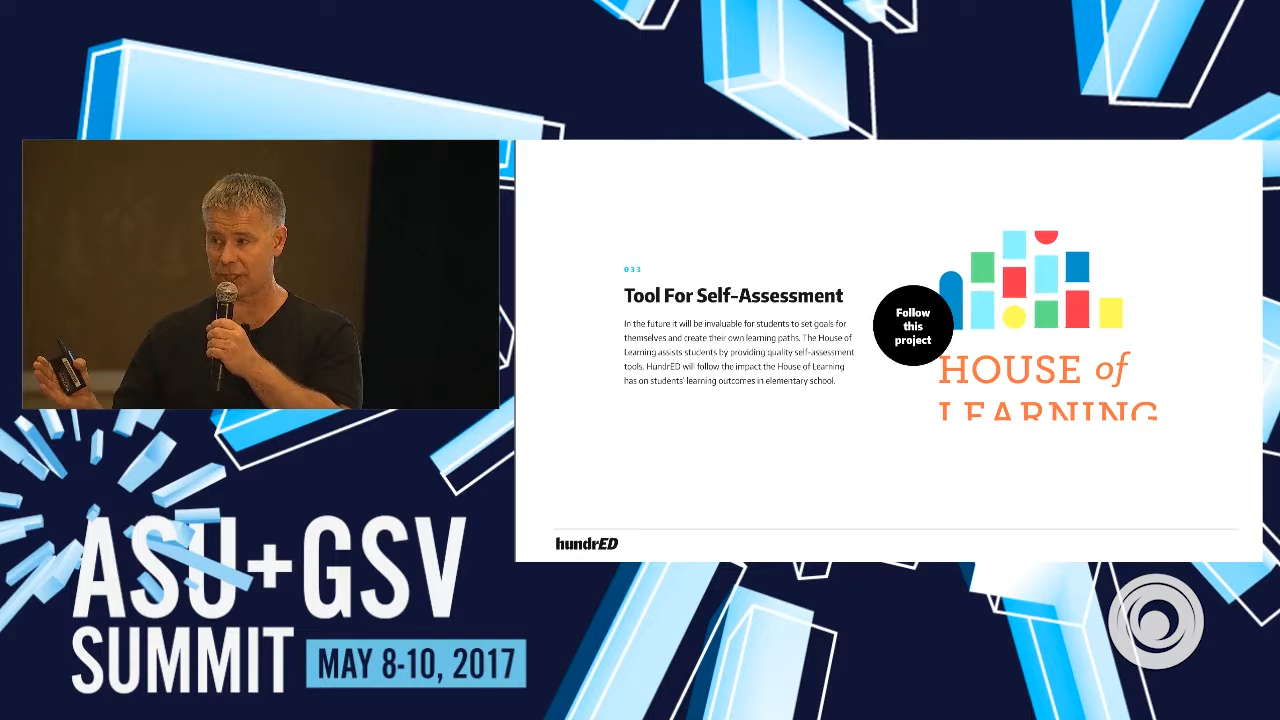 033
Tool For Self-Assessment
In the future it will be invaluable for students to set goals for
themselves and create their own learning paths. The House of
Learning assists students by providing quality self-assessment
tools. HundrED will follow the impact the House of Learning
has on students' learning outcomes in elementary school.
Follow
this
project
HOUSE of
LEARNING
hundrED
ASU+GSV
SUMMIT
MAY 8-10, 2017